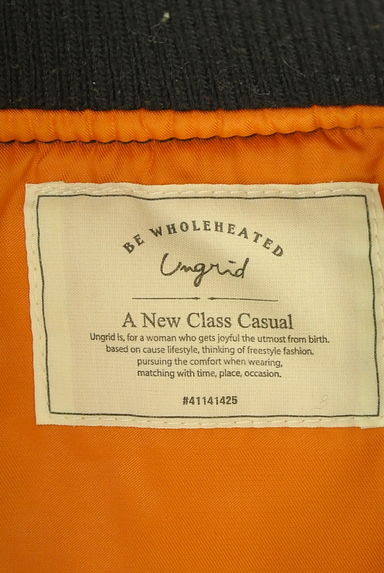 BE WHOLEHEATED
Ungrid
A New Class Casual
Ungrid is, for a woman who gets joyful the utmost from birth.
based on cause lifestyle, thinking of freestyle fashion.
pursuing the comfort when wearing,
matching with time, place, occasion.
#41141425